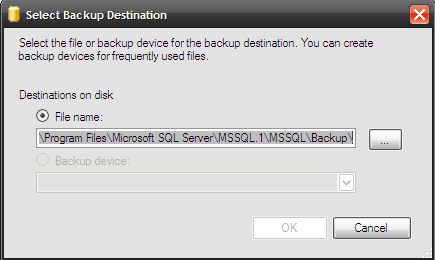 Select Backup Destination
Select the file or backup device for the backup destination. You can create
backup devices for frequently used files.
Destinations on disk
File name:
\Program Files\Microsoft SQL Server\MSSQL.1\MSSQL\Backup\
...
Backup device:
OK
Cancel